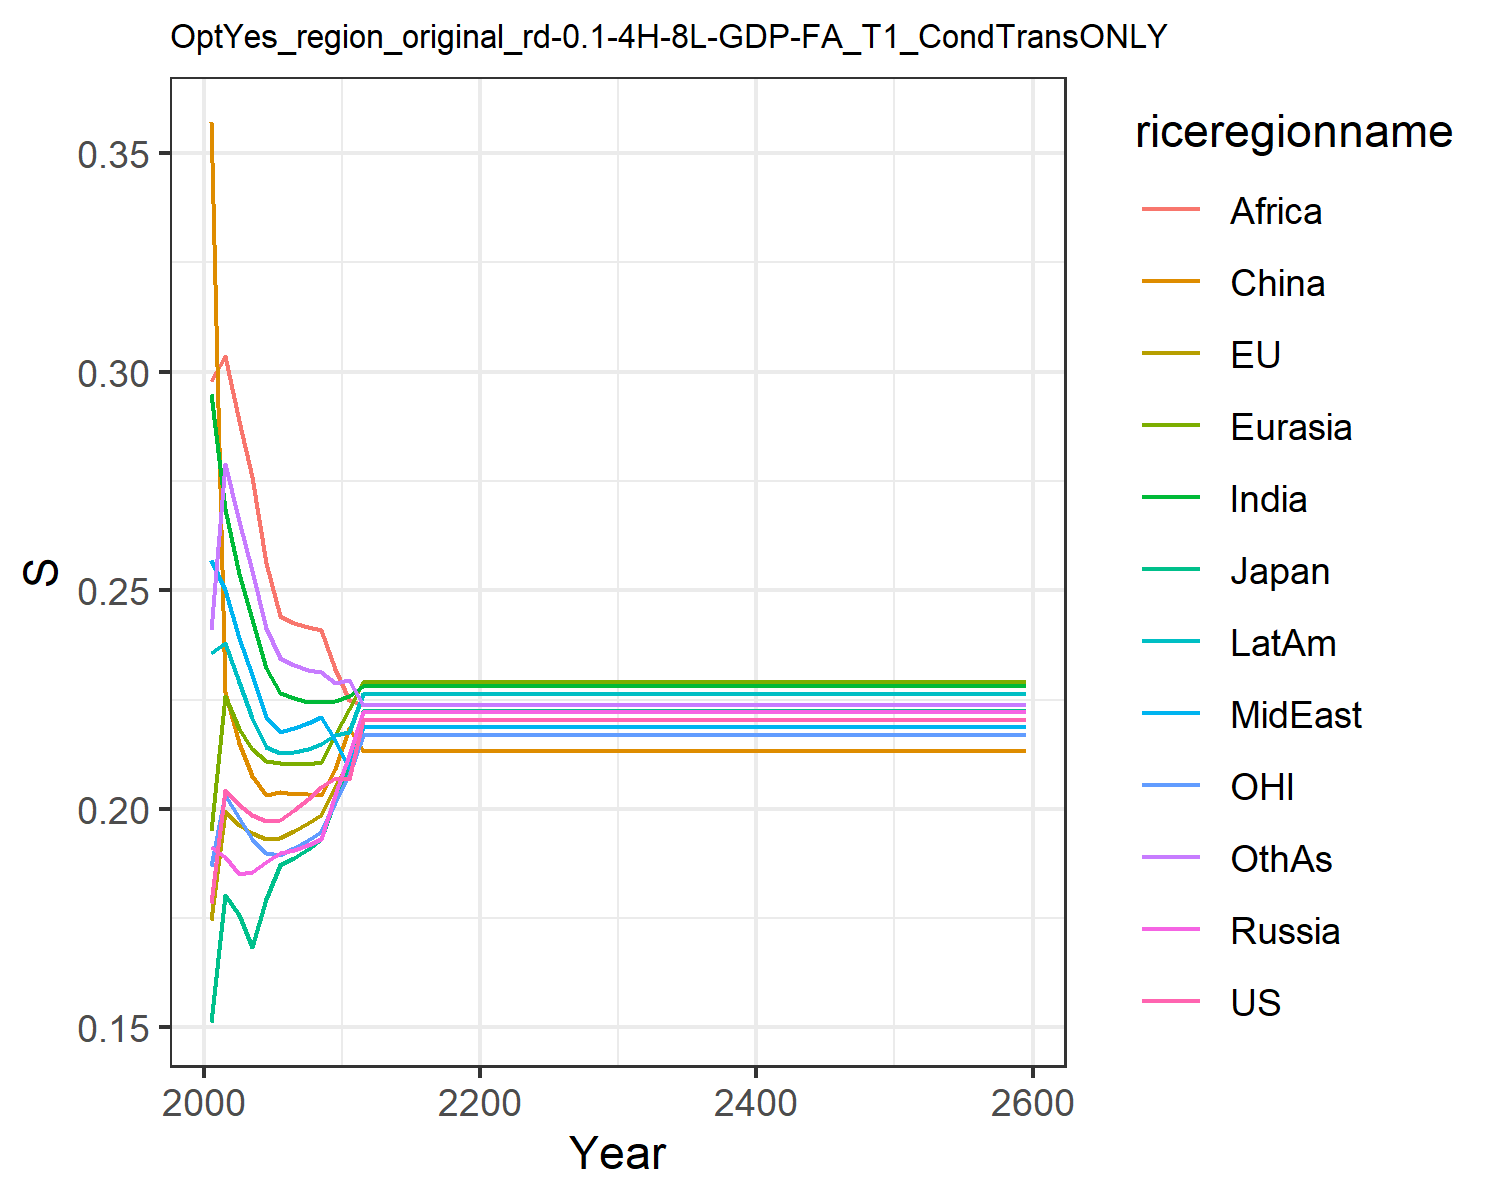 OptYes_region_original_rd-0.1-4H-8L-GDP-FA_T1_CondTransONLY
riceregionname
Africa
China
EU
Eurasia
India
Japan
LatAm
MidEast
OHI
OthAs
Russia
US
S
0.35
0.30
0.25
0.20
0.15
2000 2200 2400 2600
Year